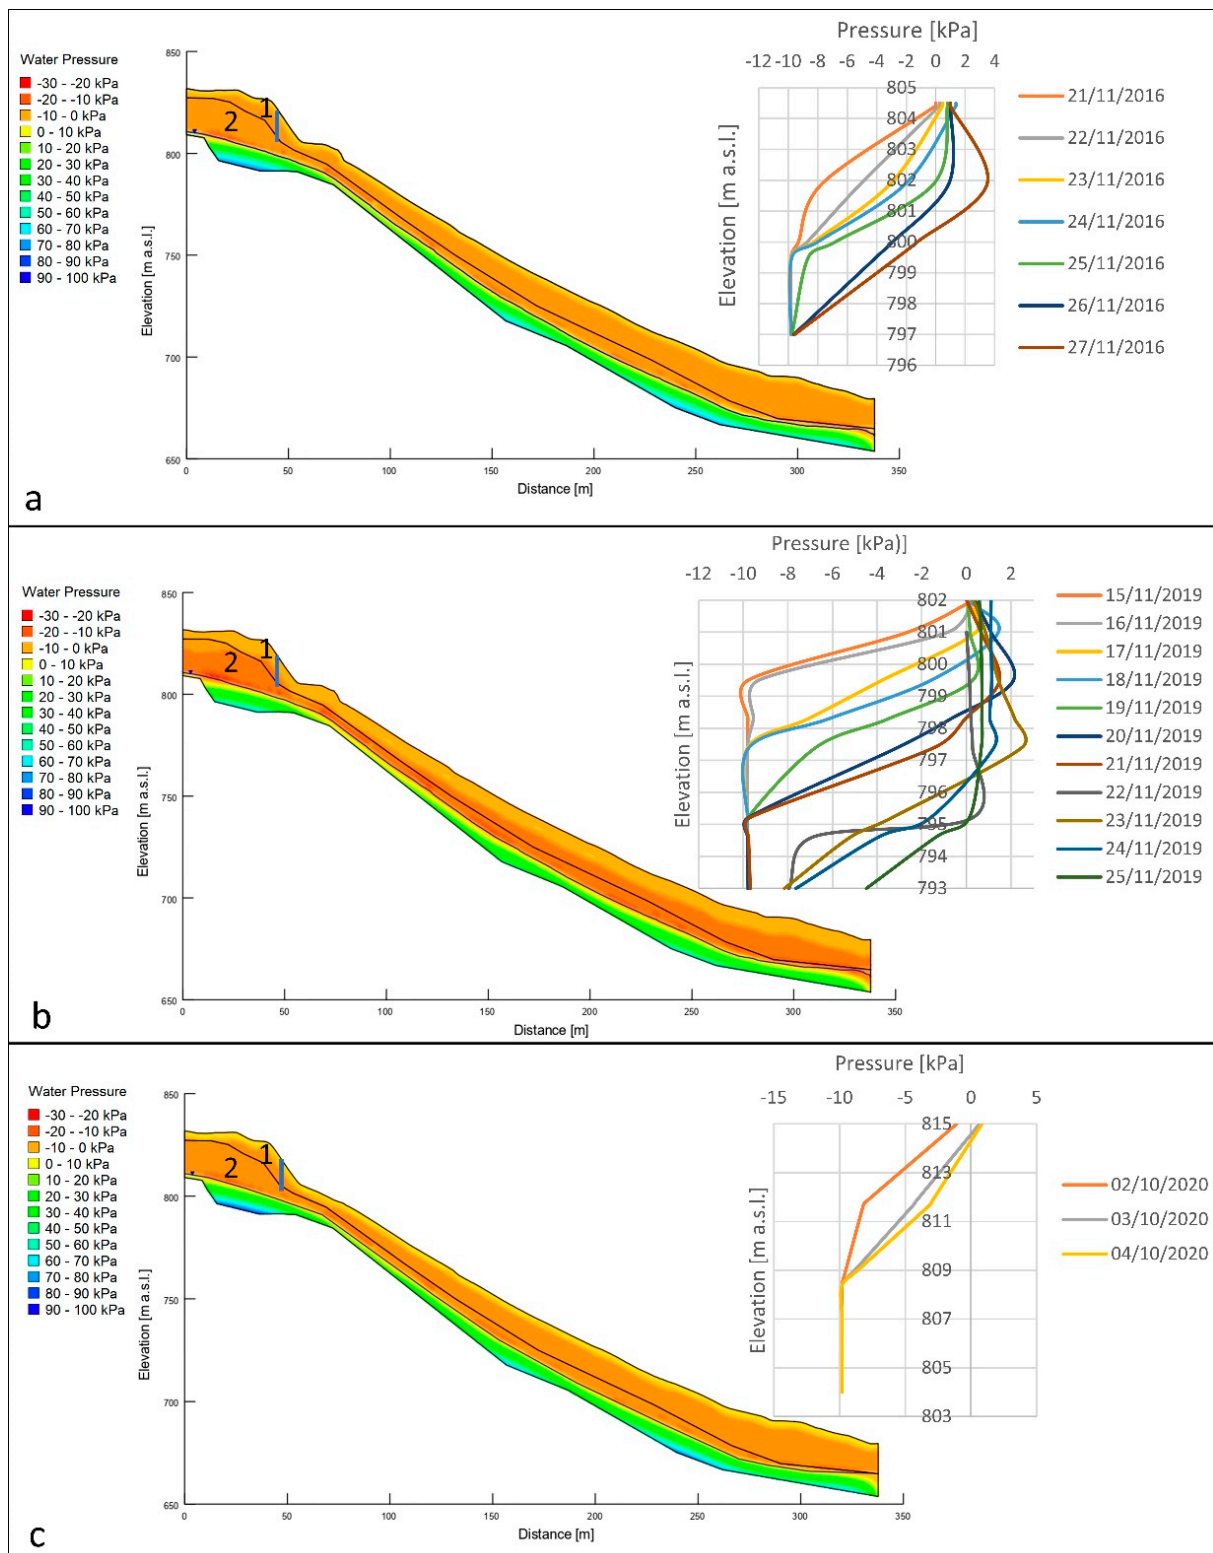 Pressure [kPa]
-12 -10 -8 -6 -4 -2 0 2 4
Water Pressure
-30 - -20 kPa
-20 - -10 kPa
-10 - 0 kPa
0 - 10 kPa
10 - 20 kPa
20 - 30 kPa
30 - 40 kPa
40 - 50 kPa
50 - 60 kPa
60 - 70 kPa
70 - 80 kPa
80 - 90 kPa
90 - 100 kPa
Elevation [m a.s.l.]
850
800
750
700
650
1
2
0 50 100 150 200 250 300 350
Distance [m]
Elevation [m a.s.l.]
805
804
803
802
801
800
799
798
797
796
21/11/2016
22/11/2016
23/11/2016
24/11/2016
25/11/2016
26/11/2016
27/11/2016
a
Pressure [kPa)]
-12 -10 -8 -6 -4 -2 0 2
Water Pressure
-30 - -20 kPa
-20 - -10 kPa
-10 - 0 kPa
0 - 10 kPa
10 - 20 kPa
20 - 30 kPa
30 - 40 kPa
40 - 50 kPa
50 - 60 kPa
60 - 70 kPa
70 - 80 kPa
80 - 90 kPa
90 - 100 kPa
Elevation [m a.s.l.]
850
800
750
700
650
1
2
0 50 100 150 200 250 300 350
Distance [m]
Elevation [m a.s.l.]
802
801
800
799
798
797
796
795
794
793
15/11/2019
16/11/2019
17/11/2019
18/11/2019
19/11/2019
20/11/2019
21/11/2019
22/11/2019
23/11/2019
24/11/2019
25/11/2019
b
Pressure [kPa]
-15 -10 -5 0 5
Water Pressure
-30 - -20 kPa
-20 - -10 kPa
-10 - 0 kPa
0 - 10 kPa
10 - 20 kPa
20 - 30 kPa
30 - 40 kPa
40 - 50 kPa
50 - 60 kPa
60 - 70 kPa
70 - 80 kPa
80 - 90 kPa
90 - 100 kPa
Elevation [m a.s.l.]
850
800
750
700
650
1
2
0 50 100 150 200 250 300 350
Distance [m]
Elevation [m a.s.l.]
815
813
811
809
807
805
803
02/10/2020
03/10/2020
04/10/2020
c